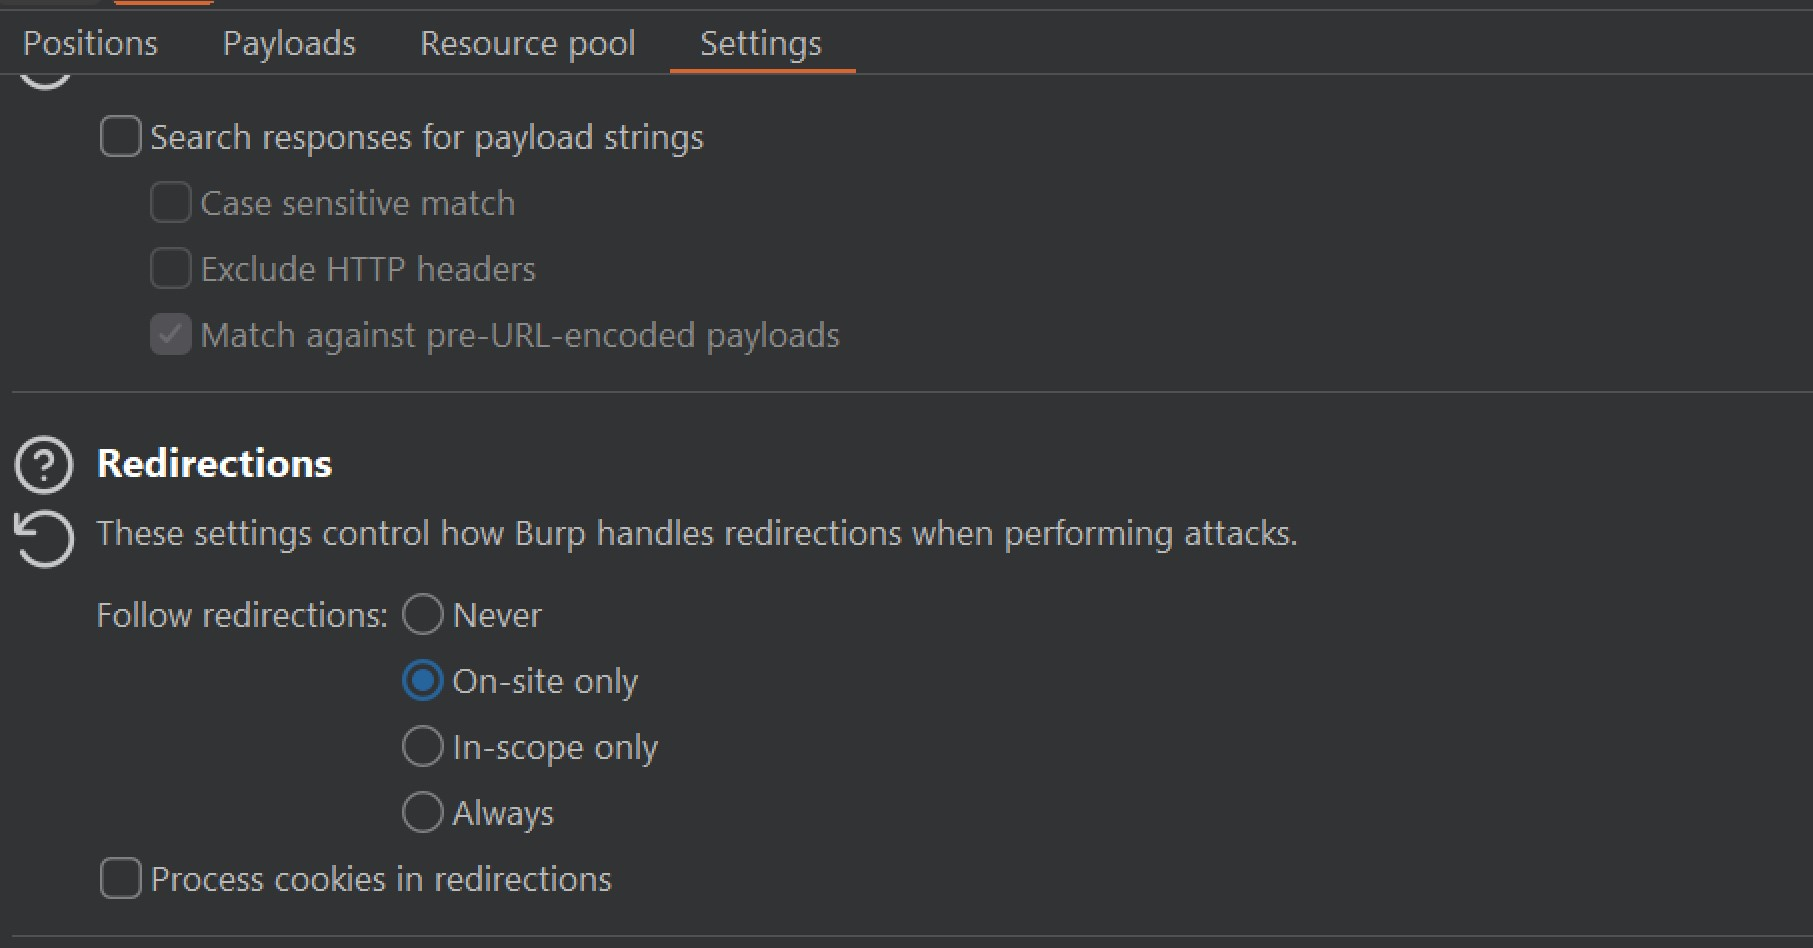 Positions Payloads Resource pool Settings
Search responses for payload strings
Case sensitive match
Exclude HTTP headers
Match against pre-URL-encoded payloads
Redirections
These settings control how Burp handles redirections when performing attacks.
Follow redirections: Never
On-site only
In-scope only
Always
Process cookies in redirections